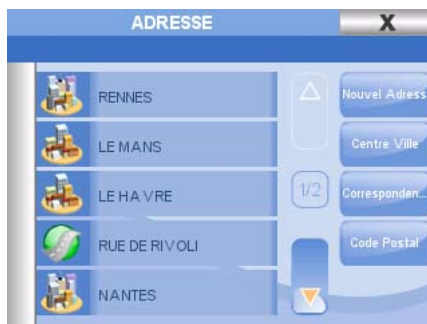 ADRESSE
X
RENNES
LE MANS
LE HAVRE
RUE DE RIVOLI
NANTES
1/2
Nouvel Adress
Centre Ville
Corresponden...
Code Postal